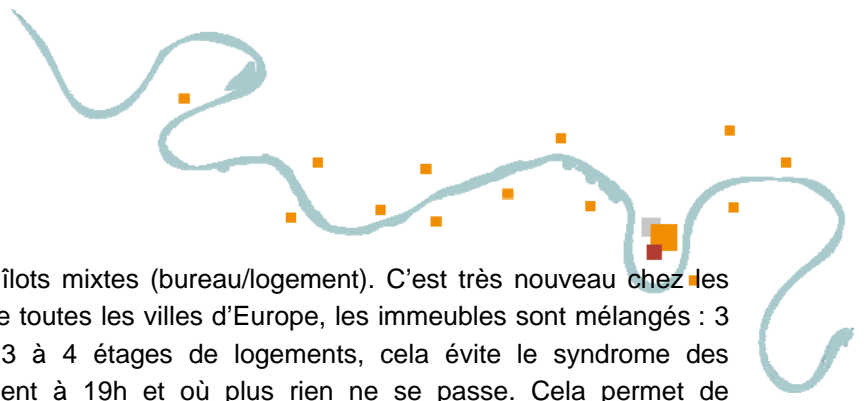 îlots mixtes (bureau/logement). C’est très nouveau chez les
e toutes les villes d’Europe, les immeubles sont mélangés : 3
3 à 4 étages de logements, cela évite le syndrome des
ent à 19h et où plus rien ne se passe. Cela permet de